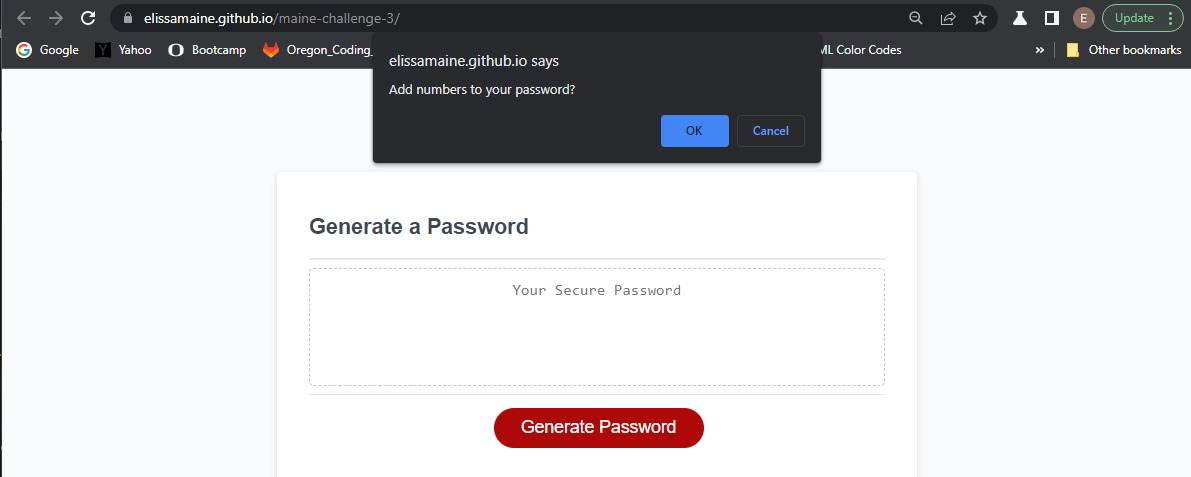 elissamaine.github.io/maine-challenge-3/
E
Update
Google
Yahoo
Bootcamp
Oregon_Coding_
ML Color Codes
»
Other bookmarks
elissamaine.github.io says
Add numbers to your password?
OK
Cancel
Generate a Password
Your Secure Password
Generate Password